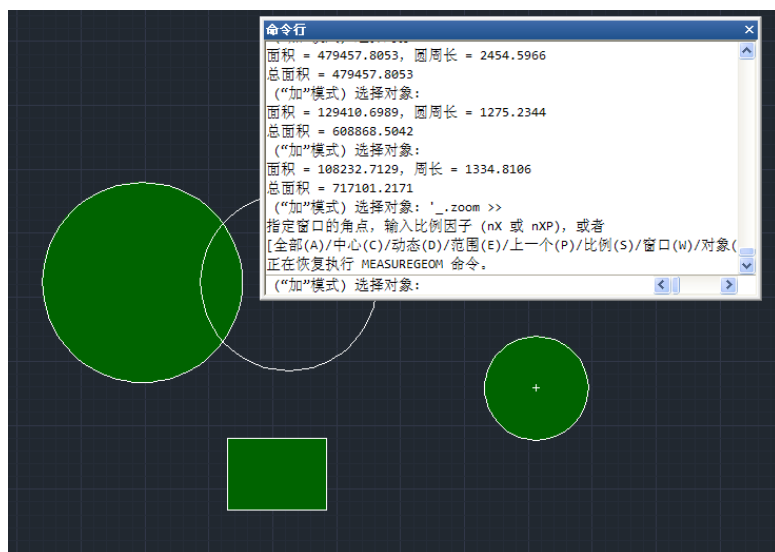 命令行
面积 = 479457.8053, 圆周长 = 2454.5966
总面积 = 479457.8053
(“加”模式) 选择对象:
面积 = 129410.6989, 圆周长 = 1275.2344
总面积 = 608868.5042
(“加”模式) 选择对象:
面积 = 108232.7129, 周长 = 1334.8106
总面积 = 717101.2171
(“加”模式) 选择对象: '_.zoom >>
指定窗口的角点, 输入比例因子 (nX 或 nXP), 或者
[全部(A)/中心(C)/动态(D)/范围(E)/上一个(P)/比例(S)/窗口(W)/对象(
正在恢复执行 MEASUREGEOM 命令。
(“加”模式) 选择对象: